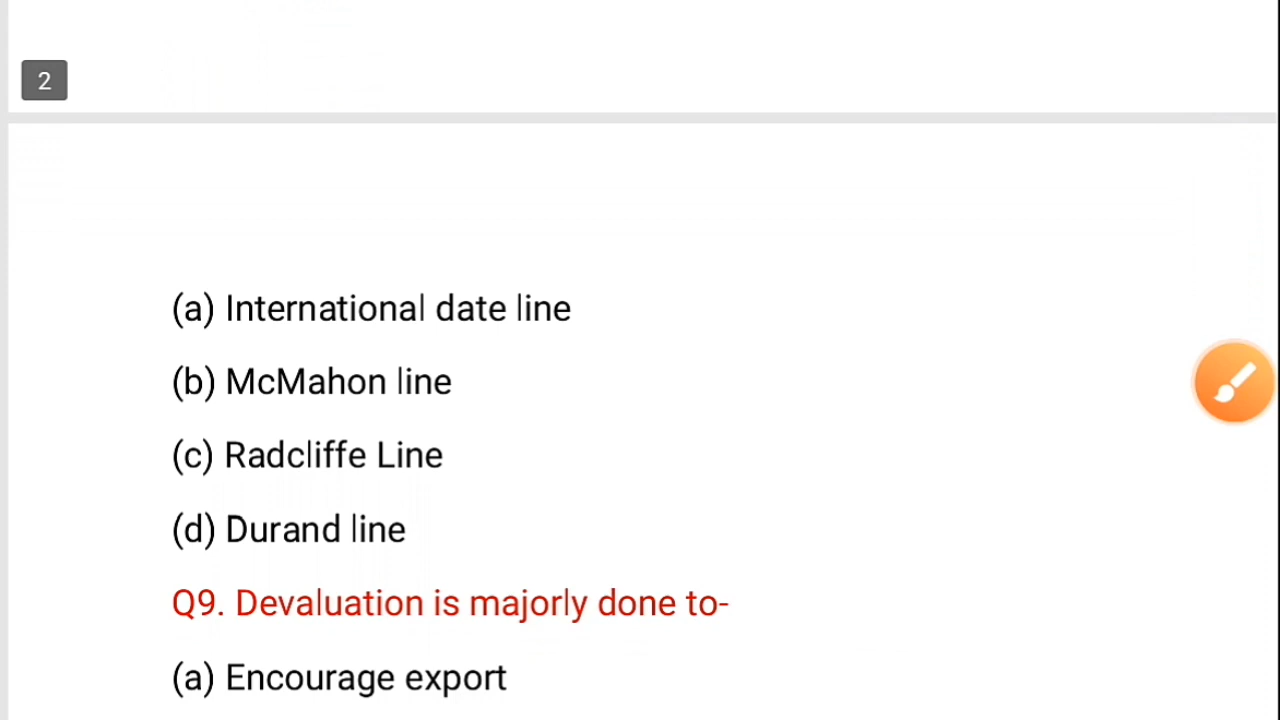 2
(a) International date line
(b) McMahon line
(c) Radcliffe Line
(d) Durand line
Q9. Devaluation is majorly done to-
(a) Encourage export